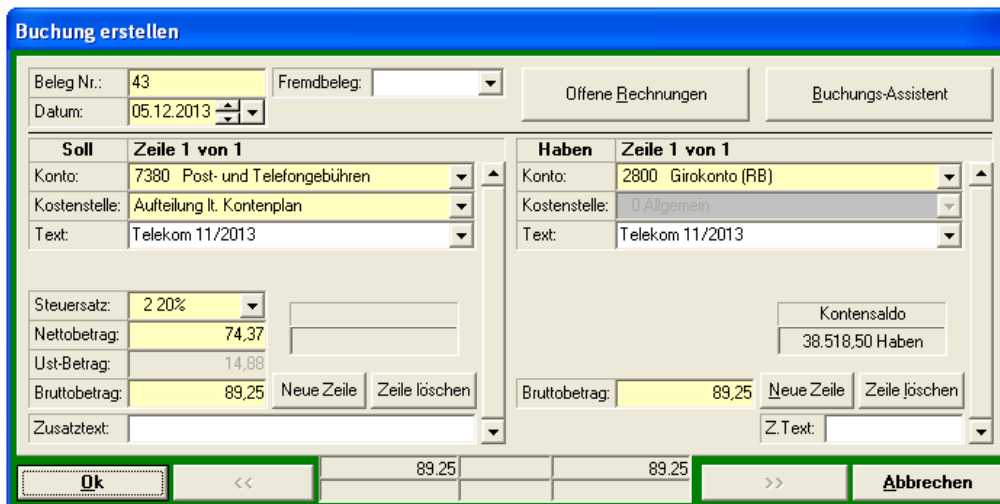 Buchung erstellen
Beleg Nr.: 43 Fremdbeleg: Offene Rechnungen Buchungs-Assistent
Datum: 05.12.2013
Soll Zeile 1 von 1 Haben Zeile 1 von 1
Konto: 7380 Post- und Telefongebühren Konto: 2800 Girokonto (RB)
Kostenstelle: Aufteilung lt. Kontenplan Kostenstelle: 0 Allgemein
Text: Telekom 11/2013 Text: Telekom 11/2013
Steuersatz: 2 20% Kontensaldo
Nettobetrag: 74,37 38.518,50 Haben
Ust-Betrag: 14,88
Bruttobetrag: 89,25 Neue Zeile Zeile löschen Bruttobetrag: 89,25 Neue Zeile Zeile löschen
Zusatztext: Z.Text:
Ok << 89.25 89.25 >> Abbrechen